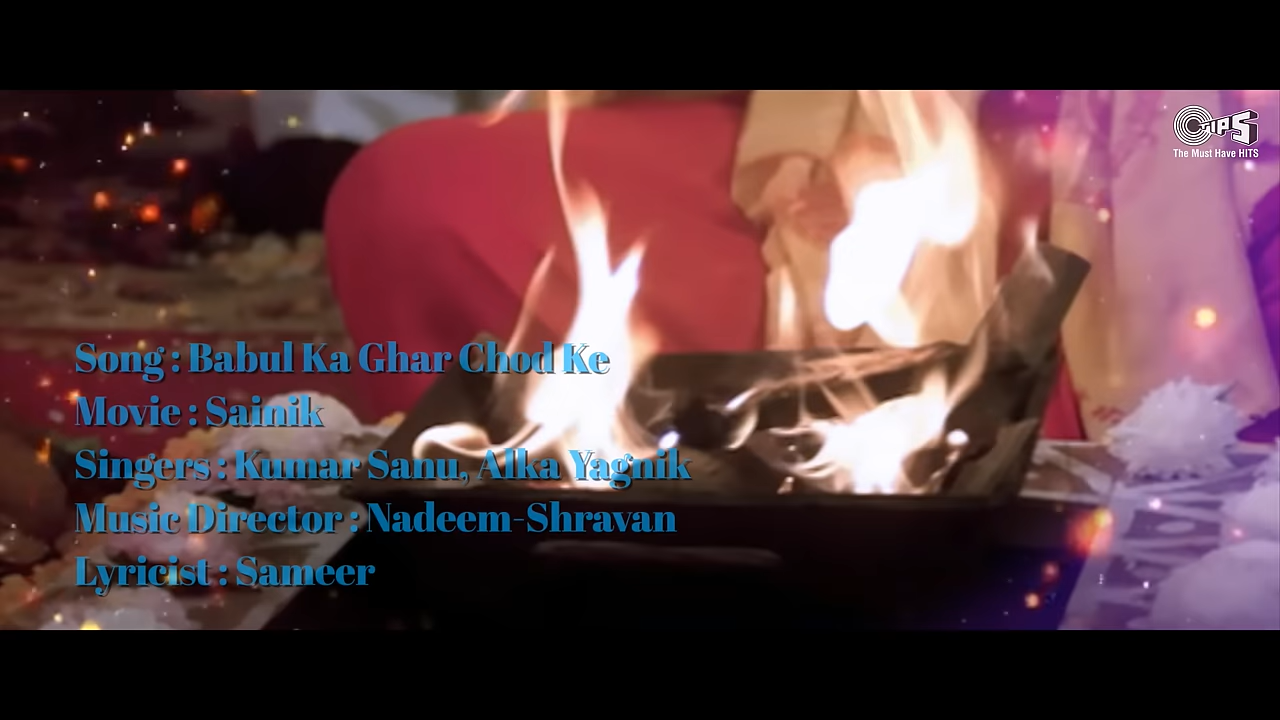 TIPS
The Must Have HITS
Song : Babul Ka Ghar Chod Ke
Movie : Sainik
Singers : Kumar Sanu, Alka Yagnik
Music Director : Nadeem-Shravan
Lyricist : Sameer